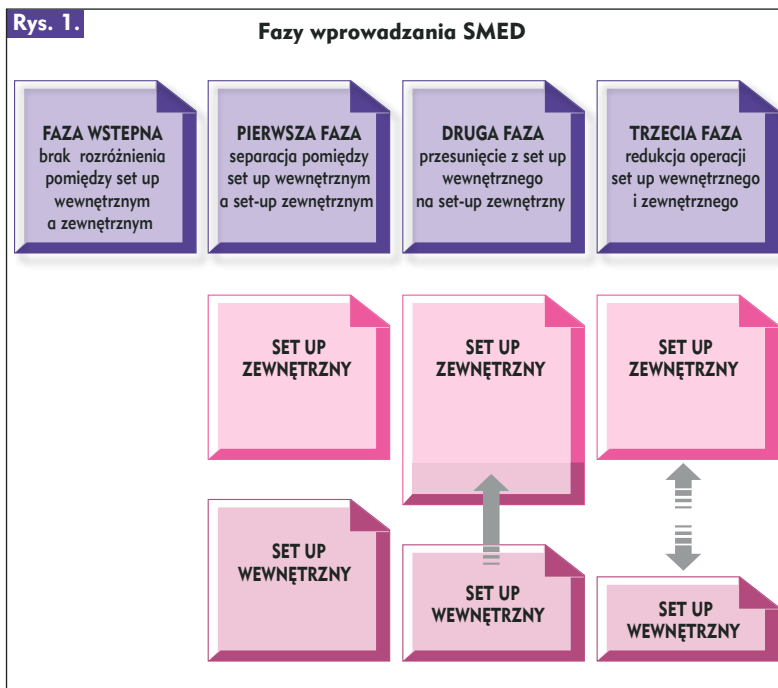 Rys. 1.
Fazy wprowadzania SMED
FAZA WSTEPNA
brak rozróżnienia
pomiędzy set up
wewnętrznym
a zewnętrznym
PIERWSZA FAZA
separacja pomiędzy
set up wewnętrznym
a set-up zewnętrznym
DRUGA FAZA
przesunięcie z set up
wewnętrznego
na set-up zewnętrzny
TRZECIA FAZA
redukcja operacji
set up wewnętrznego
i zewnętrznego
SET UP
ZEWNĘTRZNY
SET UP
ZEWNĘTRZNY
SET UP
ZEWNĘTRZNY
SET UP
WEWNĘTRZNY
SET UP
WEWNĘTRZNY
SET UP
WEWNĘTRZNY